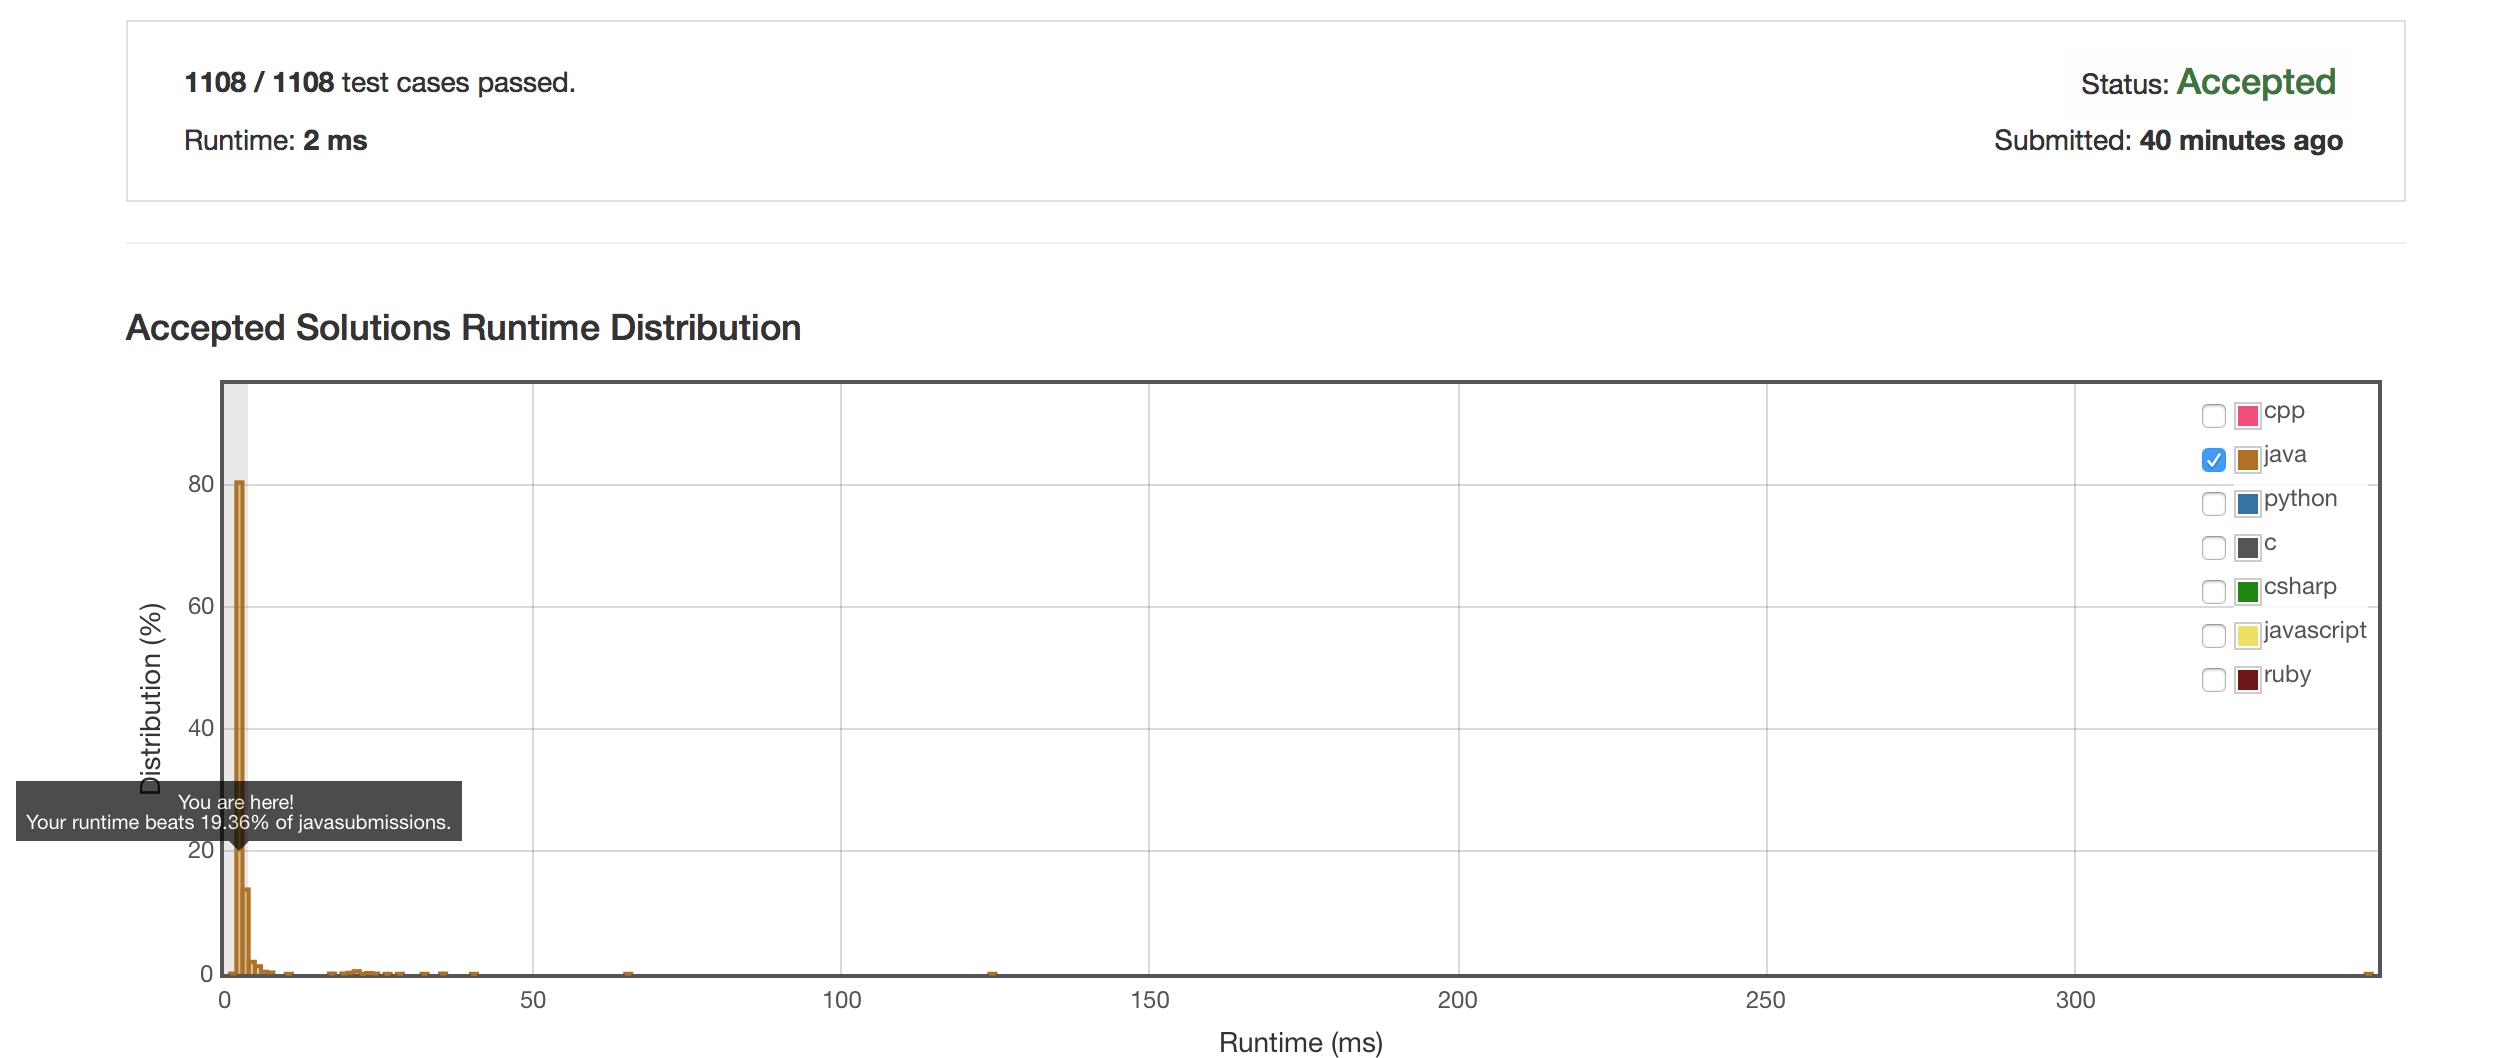 1108 / 1108 test cases passed.
Status: Accepted
Runtime: 2 ms
Submitted: 40 minutes ago
Accepted Solutions Runtime Distribution
cpp
java
python
c
csharp
javascript
ruby
Distribution (%)
80
60
40
20
0
You are here!
Your runtime beats 19.36% of javasubmissions.
0
50
100
150
200
250
300
Runtime (ms)